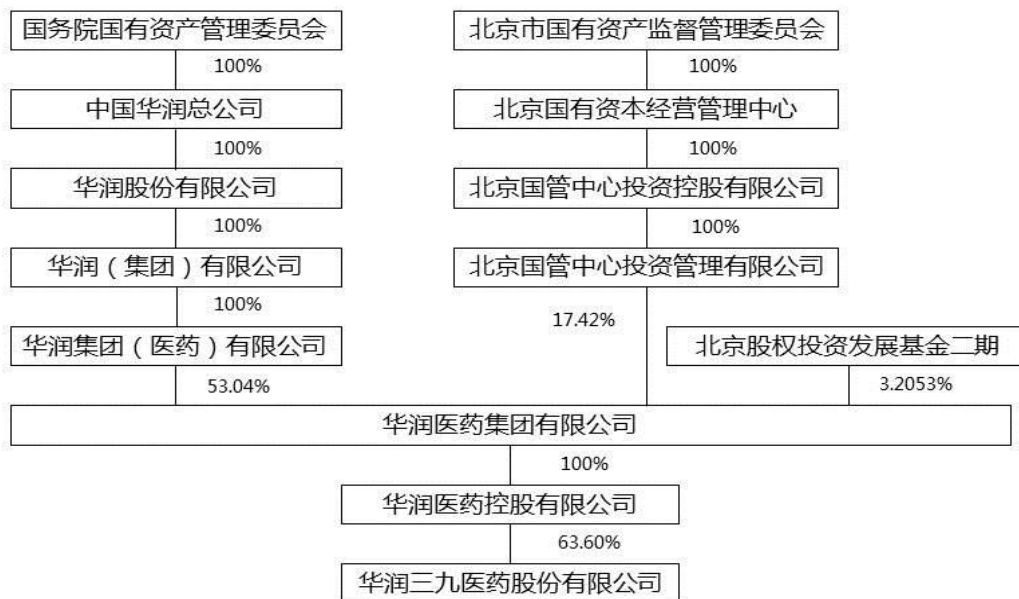 国务院国有资产管理委员会
北京市国有资产监督管理委员会
100%
100%
中国华润总公司
北京国有资本经营管理中心
100%
100%
华润股份有限公司
北京国管中心投资控股有限公司
100%
100%
华润（集团）有限公司
北京国管中心投资管理有限公司
100%
17.42%
华润集团（医药）有限公司
北京股权投资发展基金二期
53.04%
3.2053%
华润医药集团有限公司
100%
华润医药控股有限公司
63.60%
华润三九医药股份有限公司